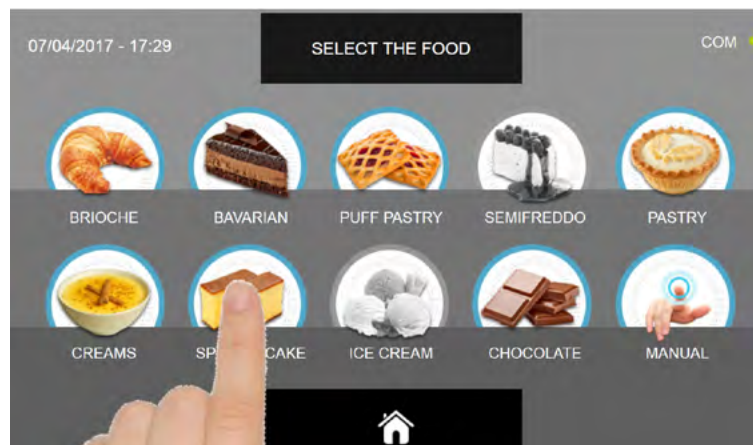 07/04/2017 - 17:29
SELECT THE FOOD
COM
BRIOCHE
BAVARIAN
PUFF PASTRY
SEMIFREDDO
PASTRY
CREAMS
CAKE
ICE CREAM
CHOCOLATE
MANUAL